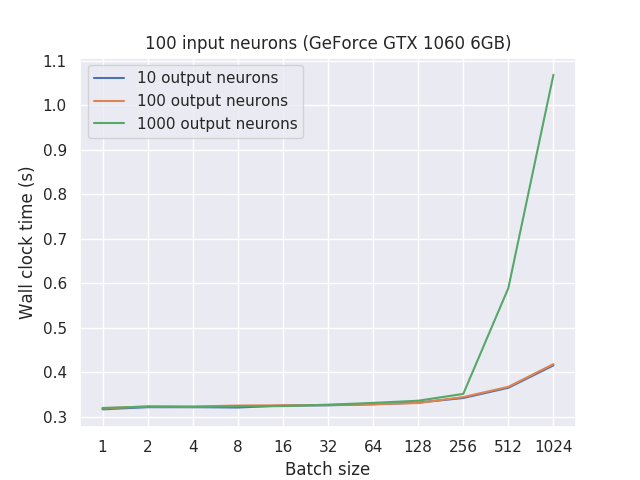 100 input neurons (GeForce GTX 1060 6GB)
10 output neurons
100 output neurons
1000 output neurons
Wall clock time (s)
1.1
1.0
0.9
0.8
0.7
0.6
0.5
0.4
0.3
1 2 4 8 16 32 64 128 256 512 1024
Batch size